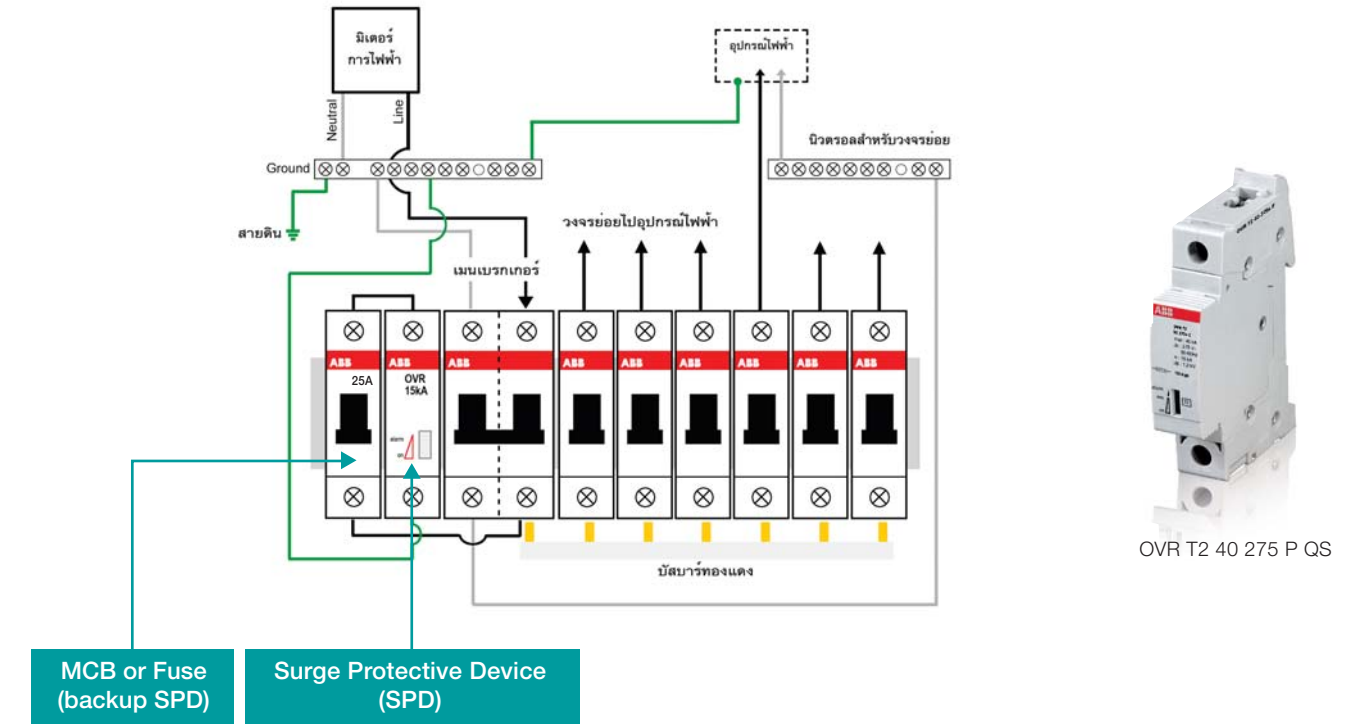 มิเตอร์
การไฟฟ้า
อุปกรณ์ไฟฟ้า
Neutral
Line
นิวตรอลสำหรับวงจรย่อย
Ground
สายดิน
วงจรย่อยไปอุปกรณ์ไฟฟ้า
เมนเบรกเกอร์
ABB
ABB
ABB
ABB
ABB
ABB
ABB
ABB
ABB
25A
OVR
15kA
alarm
on
บัสบาร์ทองแดง
MCB or Fuse
(backup SPD)
Surge Protective Device
(SPD)
ABB
OVR T2 40 275 P QS